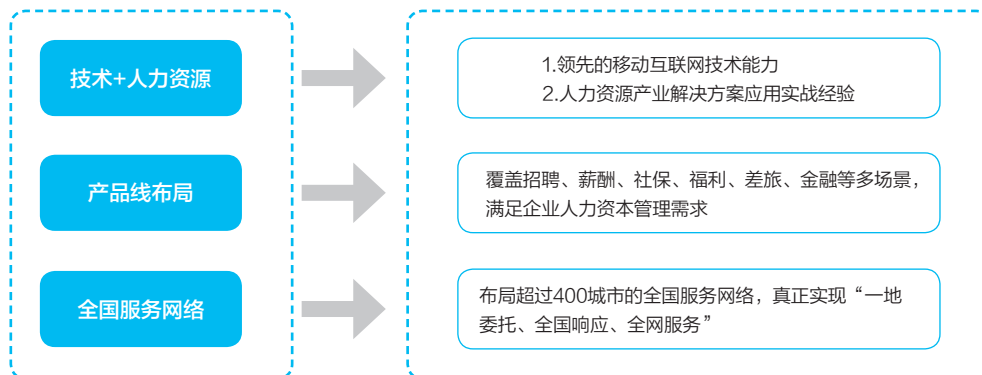 技术+人力资源
1.领先的移动互联网技术能力
2.人力资源产业解决方案应用实战经验
产品线布局
覆盖招聘、薪酬、社保、福利、差旅、金融等多场景，
满足企业人力资本管理需求
全国服务网络
布局超过400城市的全国服务网络，真正实现“一地
委托、全国响应、全网服务”